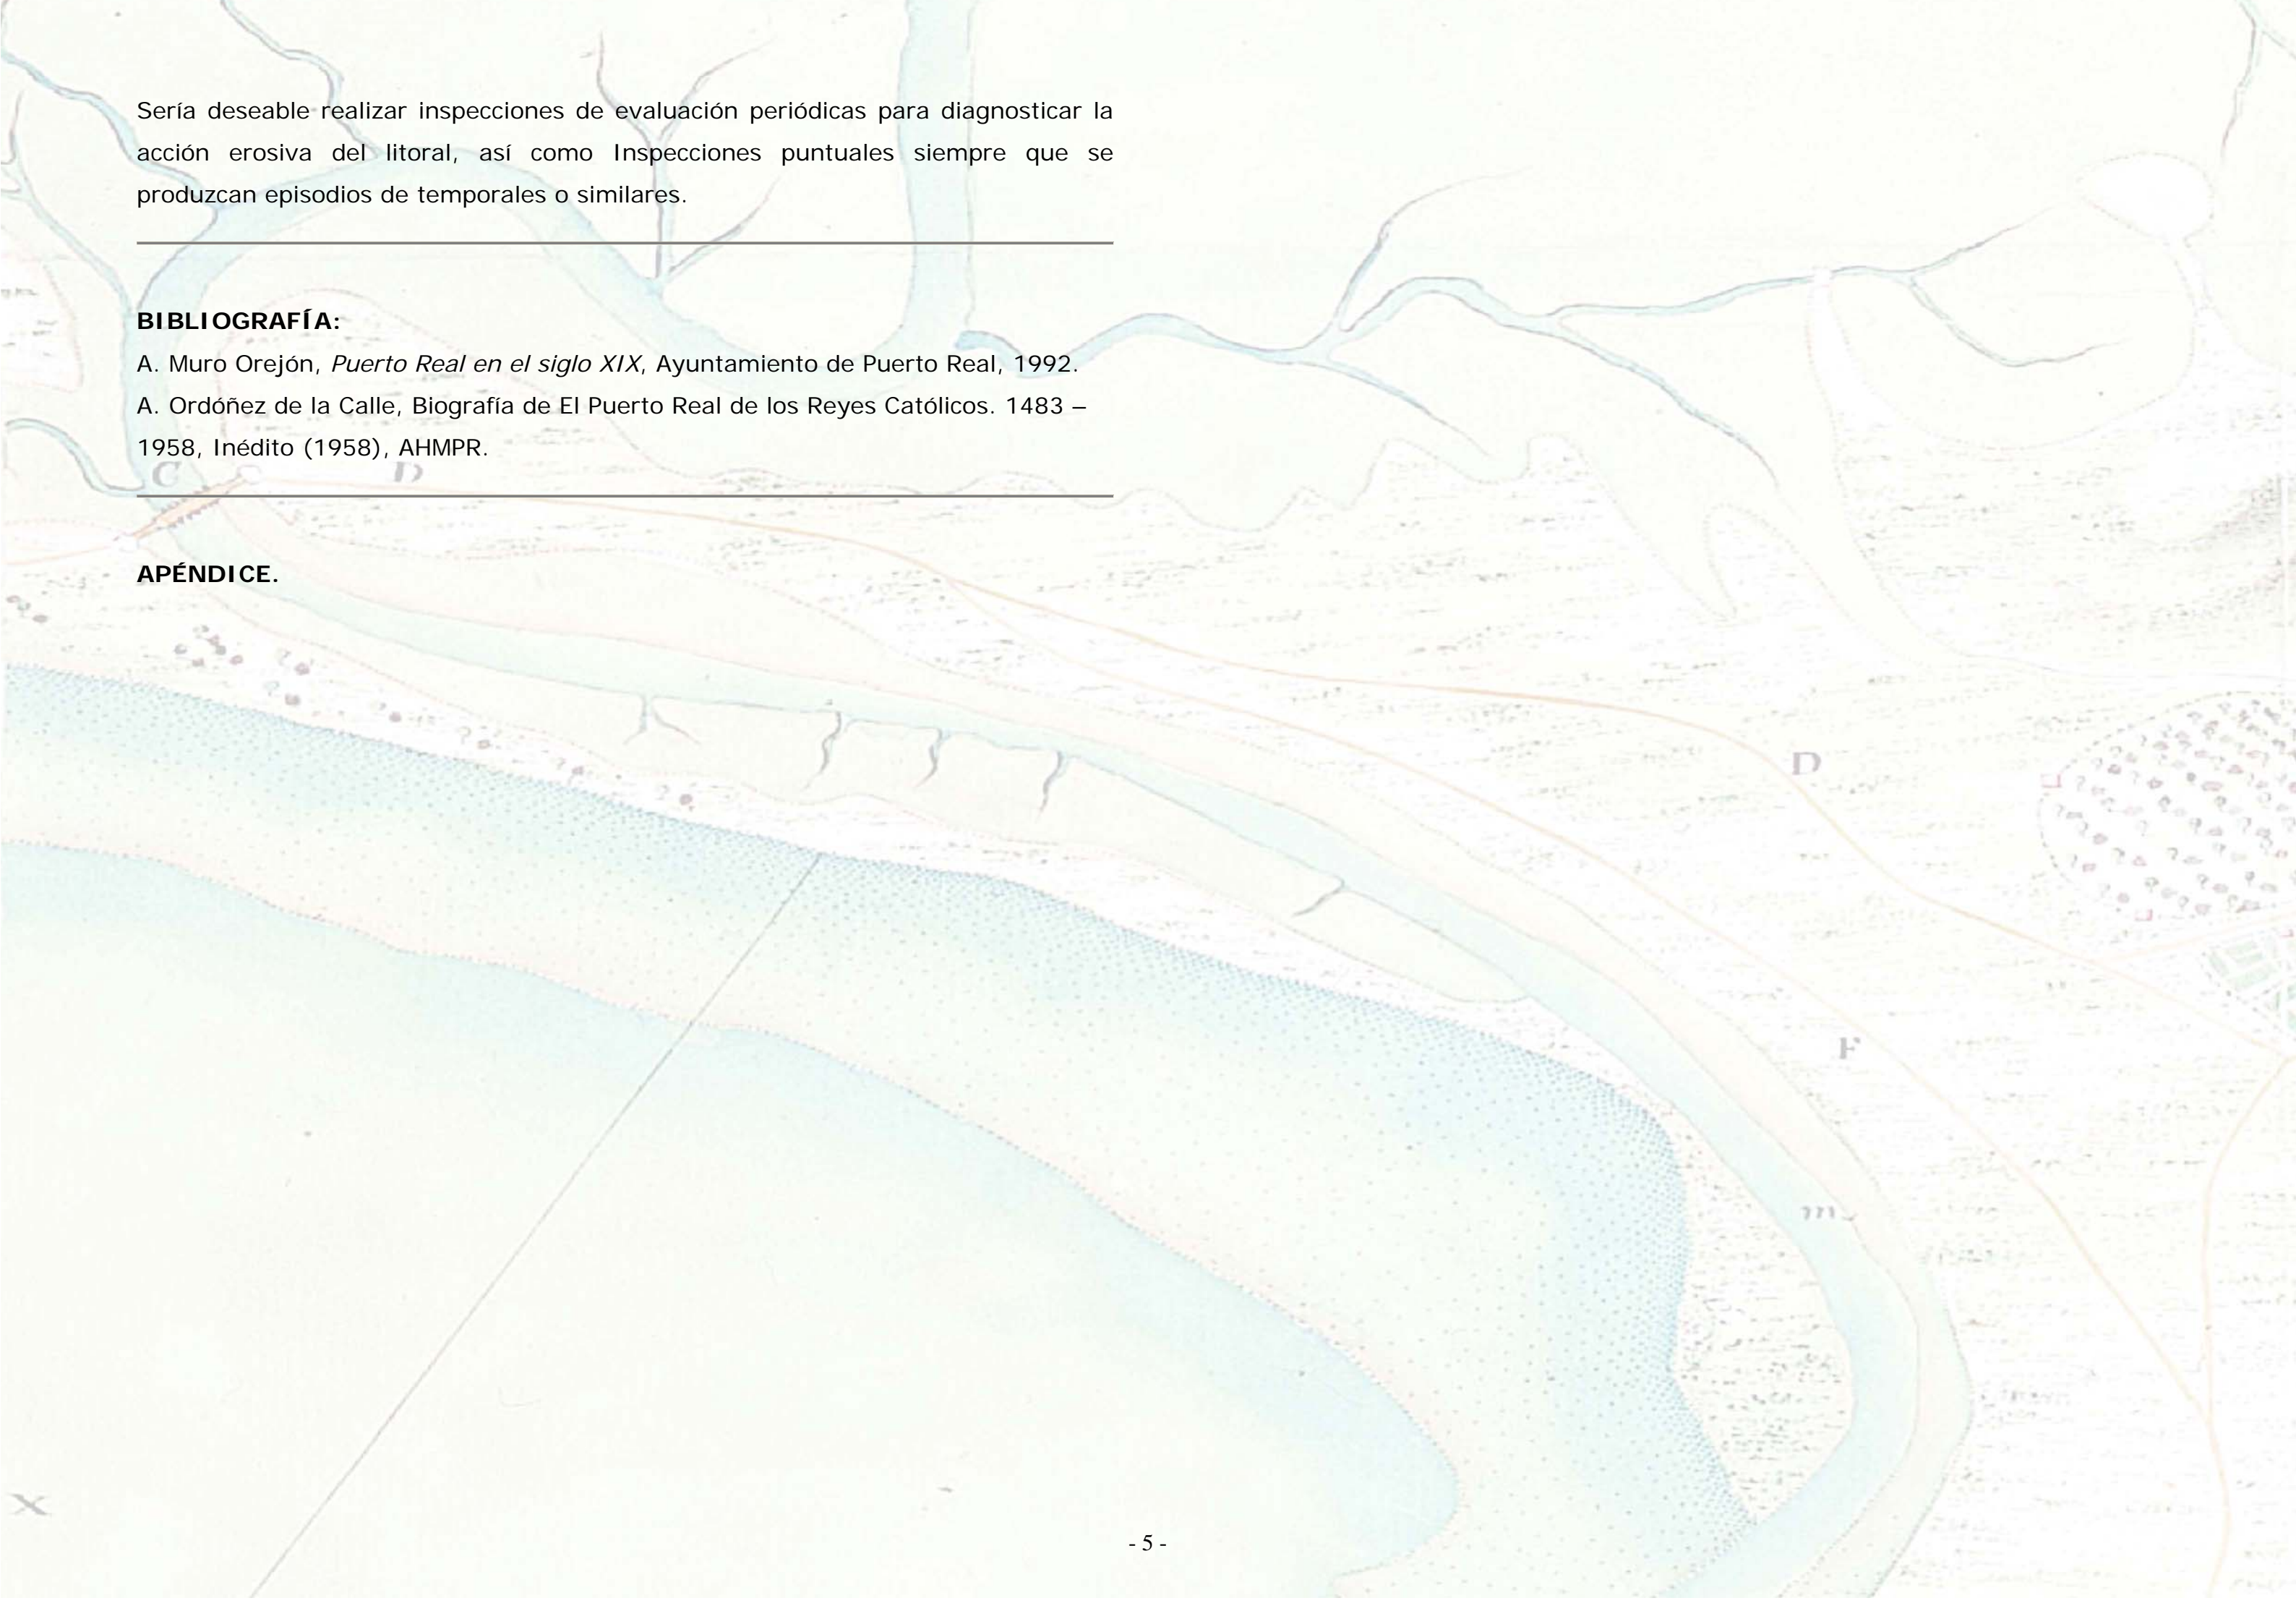 Sería deseable realizar inspecciones de evaluación periódicas para diagnosticar la
acción erosiva del litoral, así como Inspecciones puntuales siempre que se
produzcan episodios de temporales o similares.
BIBLIOGRAFÍA:
A. Muro Orejón, Puerto Real en el siglo XIX, Ayuntamiento de Puerto Real, 1992.
A. Ordóñez de la Calle, Biografía de El Puerto Real de los Reyes Católicos. 1483 –
1958, Inédito (1958), AHMPR.
C
D
APÉNDICE.
D
F
m
X
- 5 -